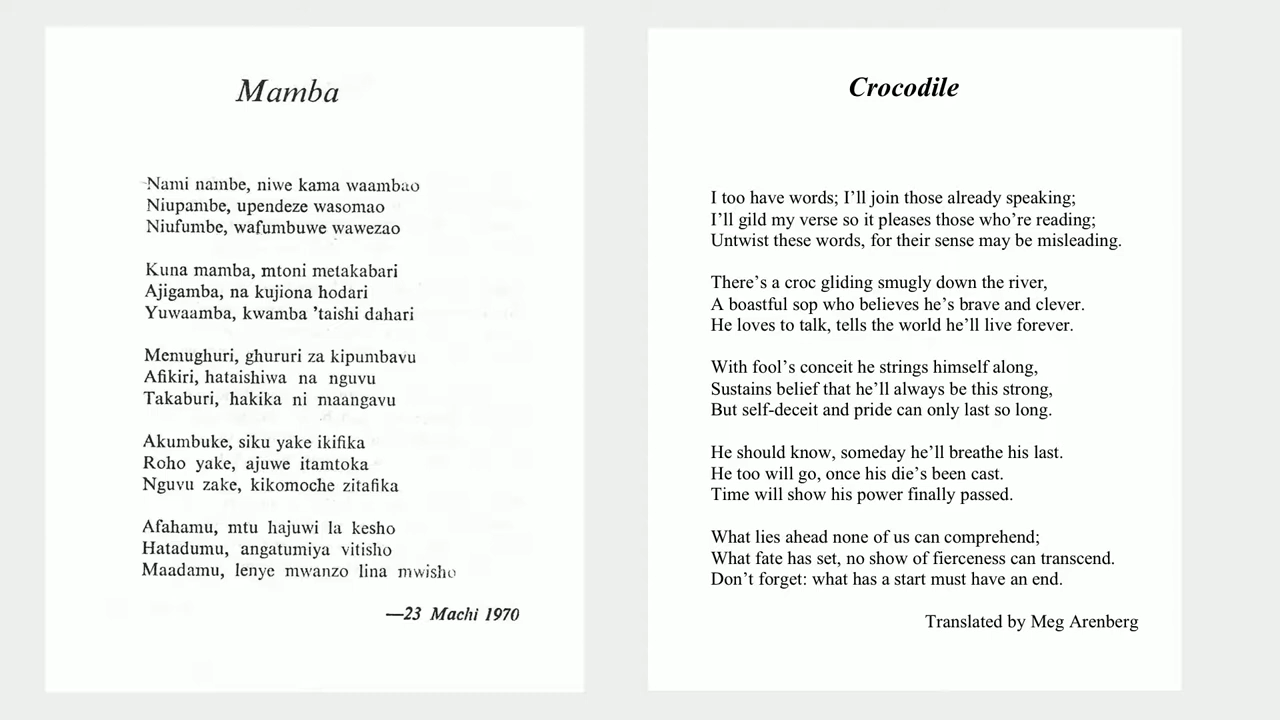 Mamba
Nami nambe, niwe kama waambao
Niupambe, upendeze wasomao
Niufumbe, wafumbuwe wawezao
Kuna mamba, mtoni metakabari
Ajigamba, na kujiona hodari
Yuwaamba, kwamba 'taishi dahari
Memughuri, ghururi za kipumbavu
Afikiri, hataishiwa na nguvu
Takaburi, hakika ni maangavu
Akumbuke, siku yake ikifika
Roho yake, ajuwe itamtoka
Nguvu zake, kikomoche zitafika
Afahamu, mtu hajuwi la kesho
Hatadumu, angatumiya vitisho
Maadamu, lenye mwanzo lina mwisho
—23 Machi 1970
Crocodile
I too have words; I'll join those already speaking;
I'll gild my verse so it pleases those who're reading;
Untwist these words, for their sense may be misleading.
There's a croc gliding smugly down the river,
A boastful sop who believes he's brave and clever.
He loves to talk, tells the world he'll live forever.
With fool's conceit he strings himself along,
Sustains belief that he'll always be this strong,
But self-deceit and pride can only last so long.
He should know, someday he'll breathe his last.
He too will go, once his die's been cast.
Time will show his power finally passed.
What lies ahead none of us can comprehend;
What fate has set, no show of fierceness can transcend.
Don't forget: what has a start must have an end.
Translated by Meg Arenberg